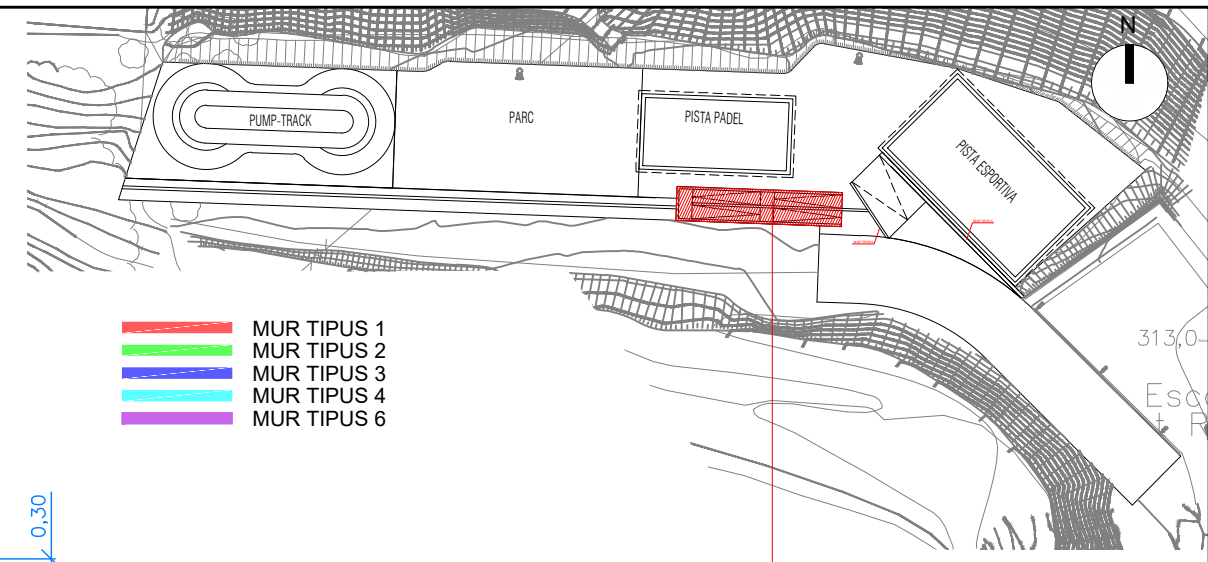 N
PUMP-TRACK
PARC
PISTA PADEL
PISTA ESPORTIVA
313,0
MUR TIPUS 1
MUR TIPUS 2
MUR TIPUS 3
MUR TIPUS 4
MUR TIPUS 6
0,30